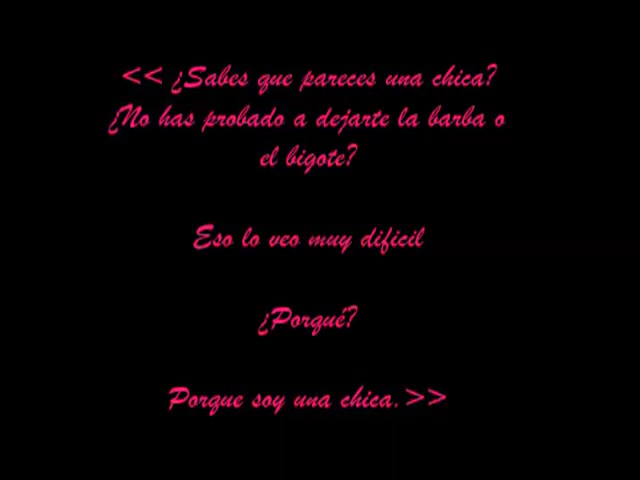 << ¿Sabes que pareces una chica?
¿No has probado a dejarte la barba o
el bigote?
Eso lo veo muy dificil
¿Porqué?
Porque soy una chica.>>